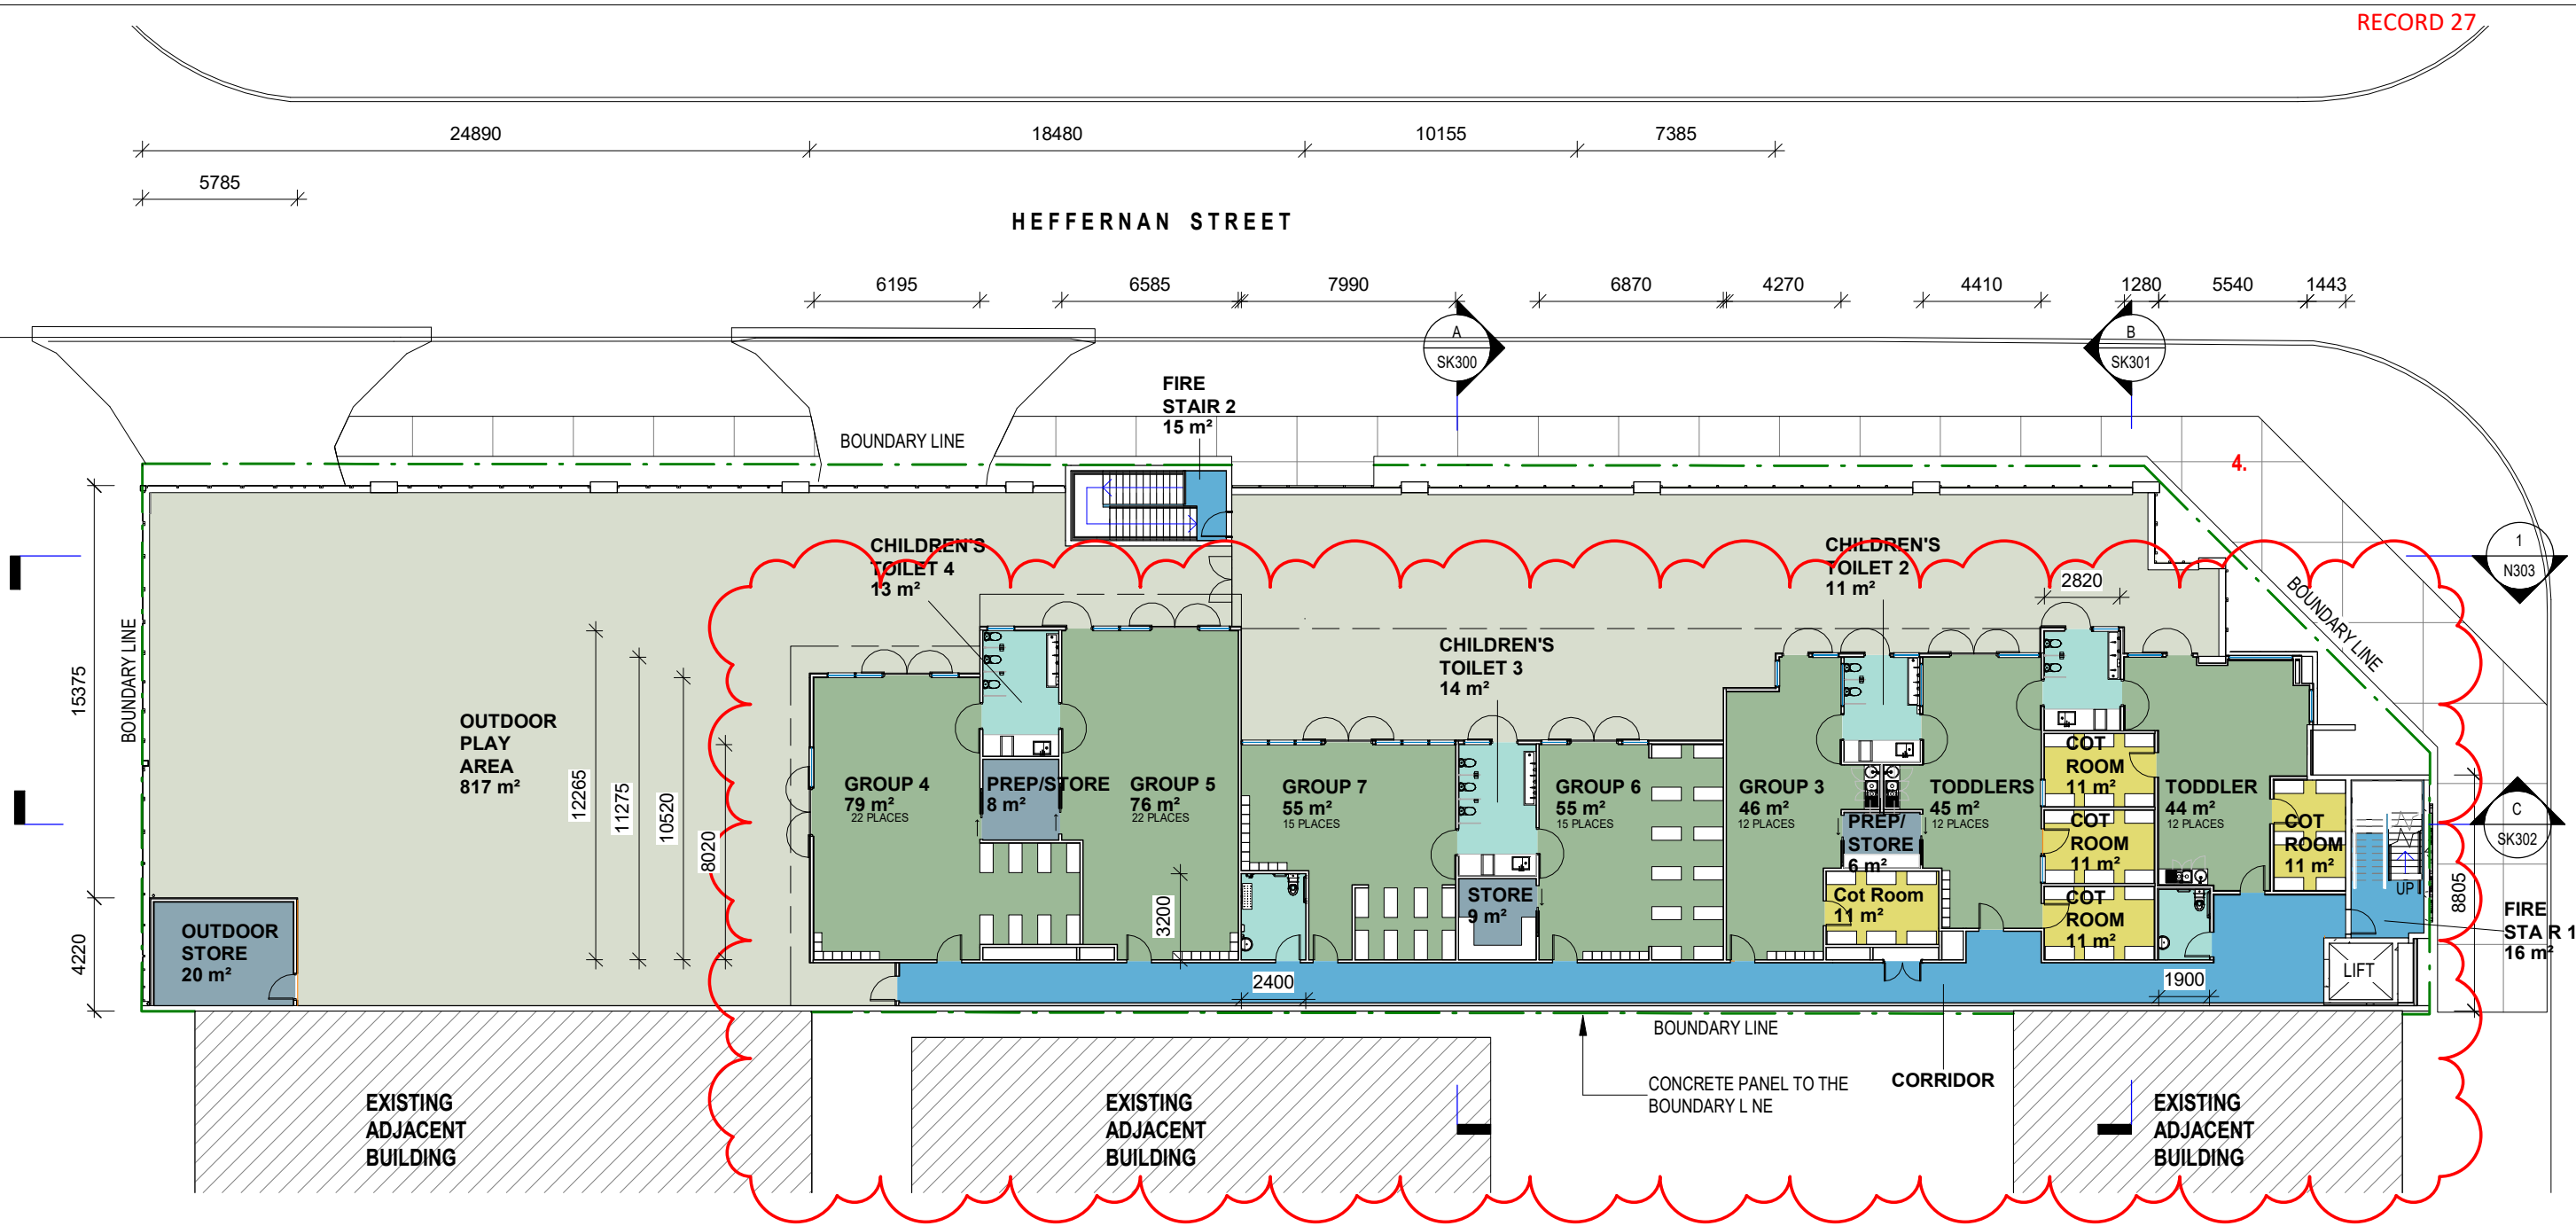 RECORD 27
24890
18480
10155
7385
5785
HEFFERNAN STREET
6195
6585
7990
6870
4270
4410
1280
5540
1443
A
SK300
B
SK301
FIRE
STAIR 2
15 m²
BOUNDARY LINE
4.
1
N303
CHILDREN'S
TOILET 4
13 m²
CHILDREN'S
TOILET 2
11 m²
2820
BOUNDARY LINE
BOUNDARY LINE
15375
CHILDREN'S
TOILET 3
14 m²
OUTDOOR
PLAY
AREA
817 m²
12265
11275
10520
8020
GROUP 4
79 m²
22 PLACES
PREP/STORE
8 m²
GROUP 5
76 m²
22 PLACES
GROUP 7
55 m²
15 PLACES
GROUP 6
55 m²
15 PLACES
GROUP 3
46 m²
12 PLACES
TODDLERS
45 m²
12 PLACES
COT
ROOM
11 m²
TODDLER
44 m²
12 PLACES
COT
ROOM
11 m²
COT
ROOM
11 m²
C
SK302
PREP/
STORE
6 m²
3200
STORE
9 m²
Cot Room
11 m²
COT
ROOM
11 m²
UP
8805
FIRE
STA R 1
16 m²
OUTDOOR
STORE
20 m²
4220
2400
1900
LIFT
BOUNDARY LINE
CONCRETE PANEL TO THE
BOUNDARY L NE
CORRIDOR
EXISTING
ADJACENT
BUILDING
EXISTING
ADJACENT
BUILDING
EXISTING
ADJACENT
BUILDING